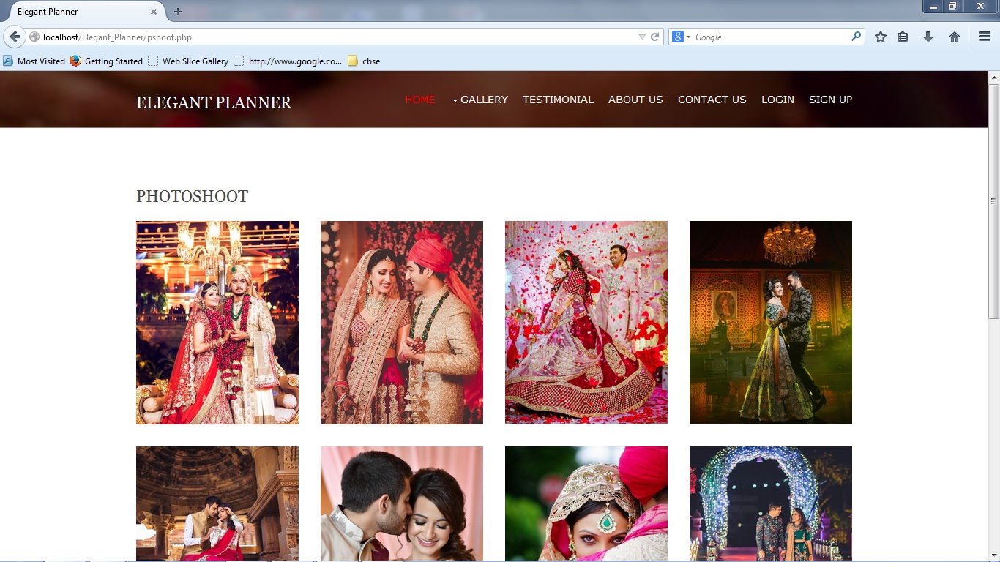 Elegant Planner
localhost/Elegant_Planner/pshoot.php
Google
Most Visited Getting Started Web Slice Gallery http://www.google.co... cbse
ELEGANT PLANNER
HOME GALLERY TESTIMONIAL ABOUT US CONTACT US LOGIN SIGN UP
PHOTOSHOOT